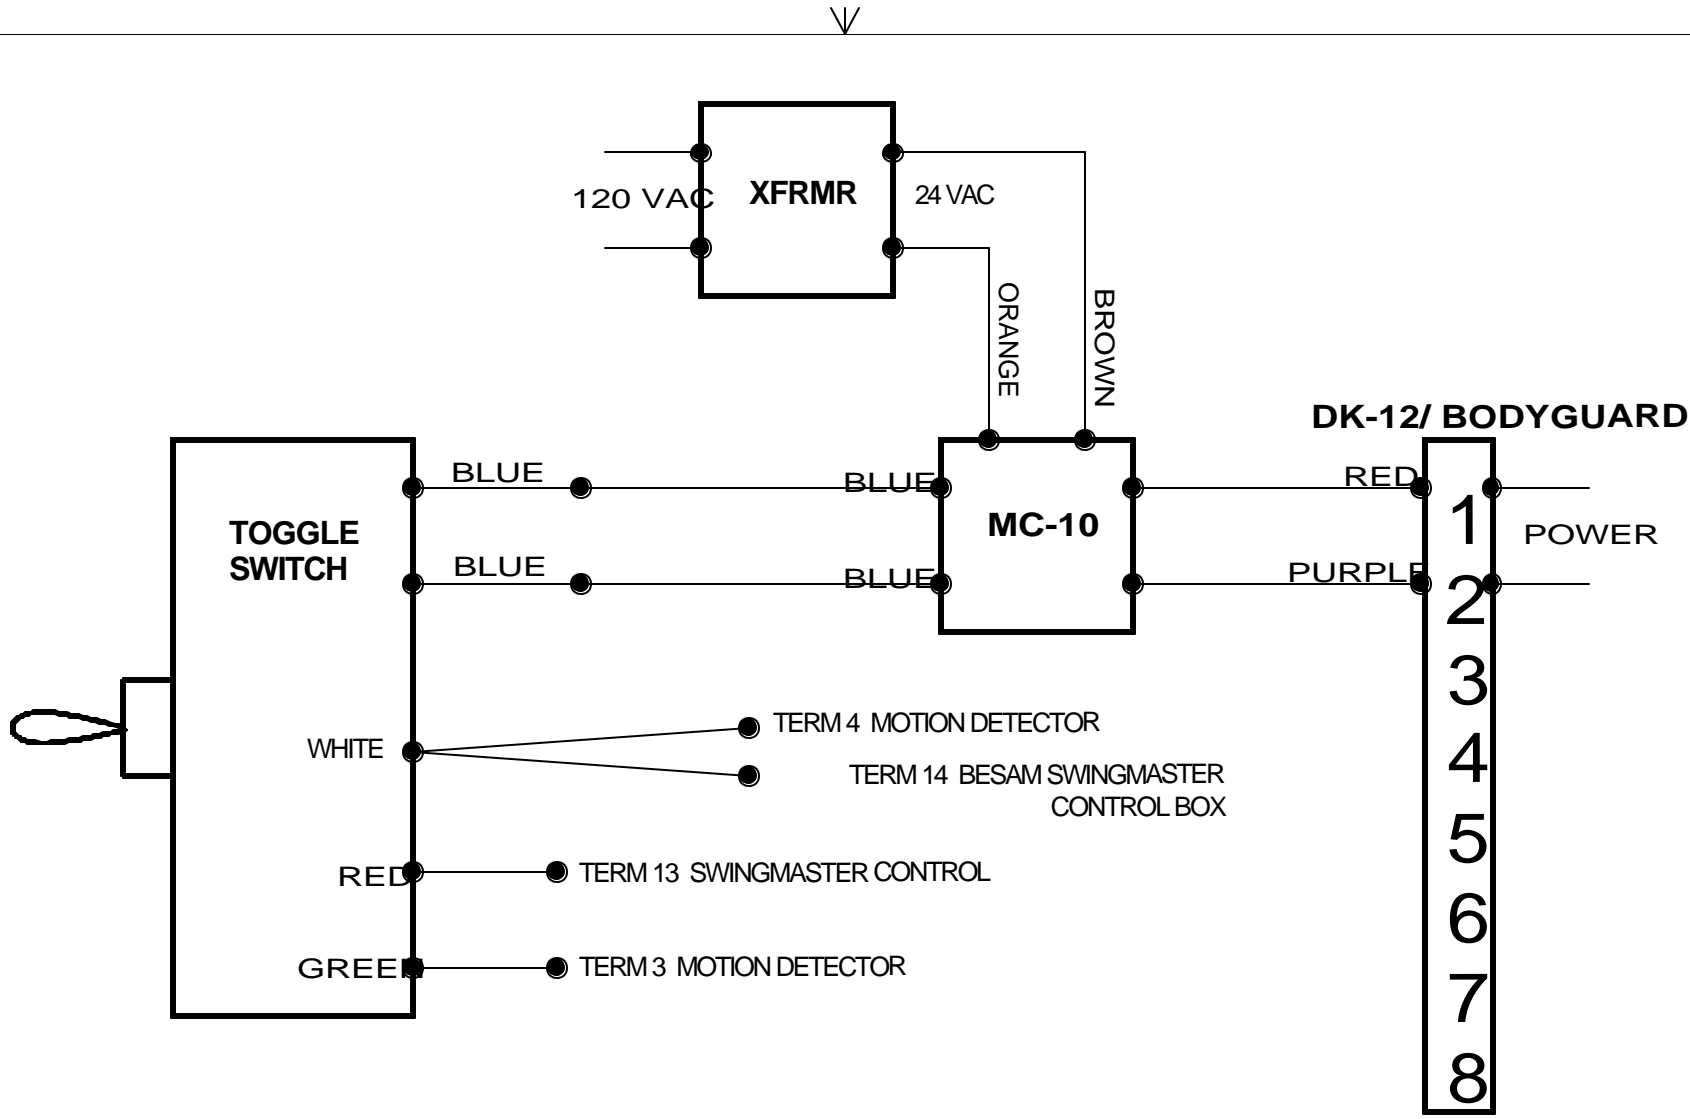 120 VAC
XFRMR
24 VAC
ORANGE
BROWN
DK-12/ BODYGUARD
BLUE
BLUE
RED
TOGGLE
SWITCH
MC-10
1
POWER
BLUE
BLUE
PURPLE
2
3
WHITE
TERM 4 MOTION DETECTOR
4
TERM 14 BESAM SWINGMASTER
CONTROL BOX
5
RED
TERM 13 SWINGMASTER CONTROL
6
GREEN
TERM 3 MOTION DETECTOR
7
8